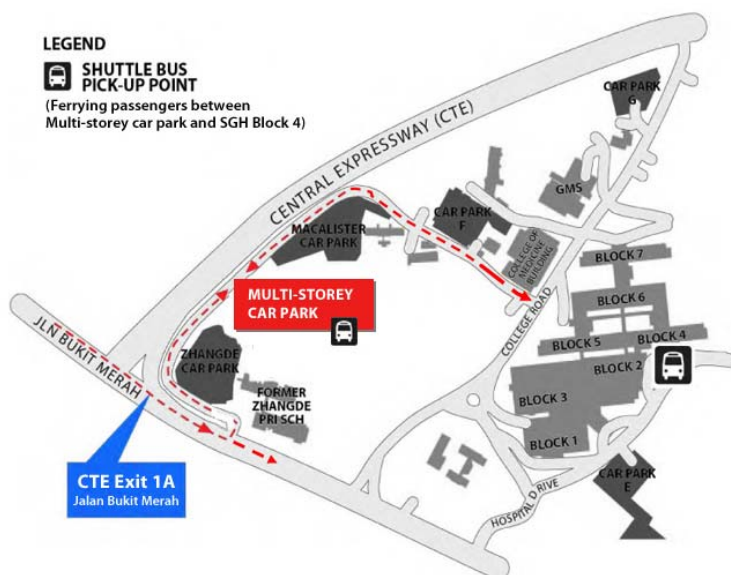 LEGEND
SHUTTLE BUS
PICK-UP POINT
(Ferrying passengers between
Multi-storey car park and SGH Block 4)
CENTRAL EXPRESSWAY (CTE)
CAR PARK
G
GMS
CAR PARK
F
MACALISTER
CAR PARK
COLLEGE OF
MEDICINE
BUILDING
BLOCK 7
MULTI-STOREY
CAR PARK
BLOCK 6
COLLEGE ROAD
JLN BUKIT MERAH
BLOCK 4
BLOCK 5
ZHANGDE
CAR PARK
BLOCK 2
FORMER
ZHANGDE
PRI SCH
BLOCK 3
BLOCK 1
CTE Exit 1A
Jalan Bukit Merah
CAR PARK
E
HOSPITAL DRIVE